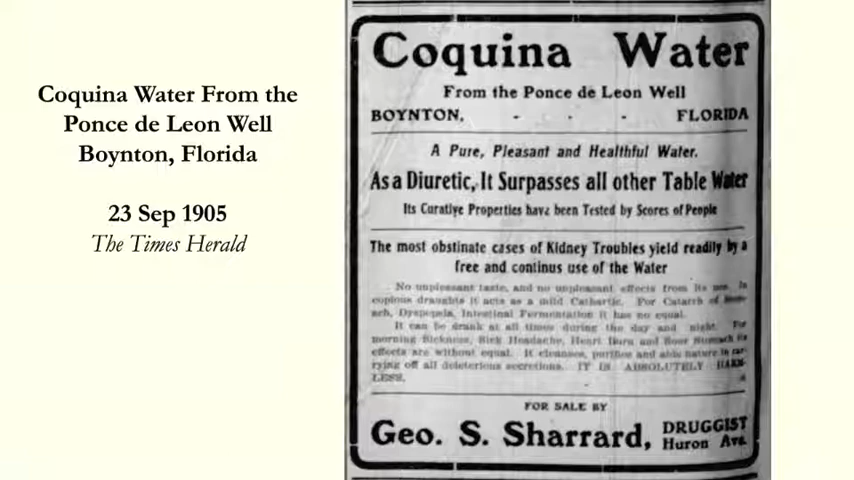 Coquina Water From the
Ponce de Leon Well
Boynton, Florida
23 Sep 1905
The Times Herald
Coquina Water
From the Ponce de Leon Well
BOYNTON, - - - FLORIDA
A Pure, Pleasant and Healthful Water.
As a Diuretic, It Surpasses all other Table Water
Its Curative Properties have been Tested by Scores of People
The most obstinate cases of Kidney Troubles yield readily by a
free and continus use of the Water
No unpleasant taste, and no unpleasant effects from its use. In
copious draughts it acts as a mild Cathartic. For Catarrh of
ach, Dyspepsia, Intestinal Fermentation it has no equal.
It can be drank at all times during the day and night. For
morning Sickness, Sick Headache, Heart Burn and Sour Stomach its
effects are without equal. It cleanses, purifies and aids nature in car-
rying off all deleterious secretions. IT IS ABSOLUTELY HARM-
LESS.
FOR SALE BY
Geo. S. Sharrard, DRUGGIST
Huron Ave.